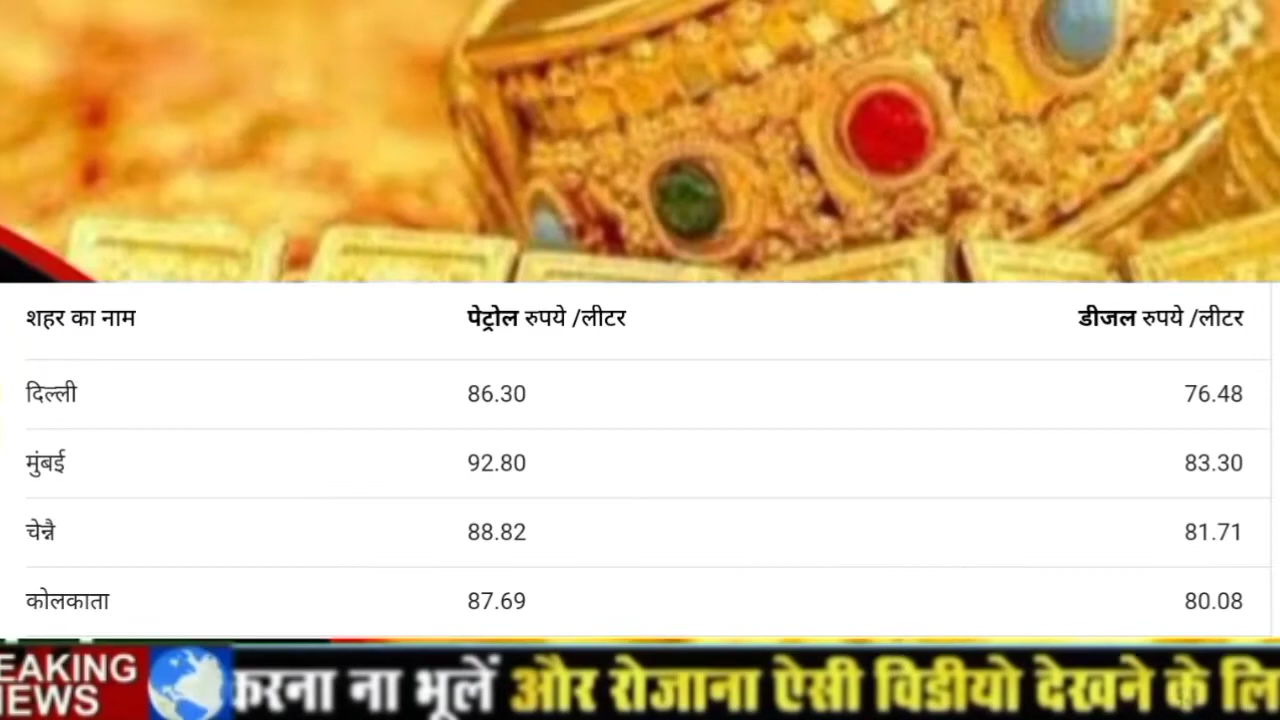 शहर का नाम पेट्रोल रुपये /लीटर डीजल रुपये /लीटर
दिल्ली 86.30 76.48
मुंबई 92.80 83.30
चेन्नै 88.82 81.71
कोलकाता 87.69 80.08
EAKING
NEWS
करना ना भूलें और रोजाना ऐसी विडीयो देखने के लि